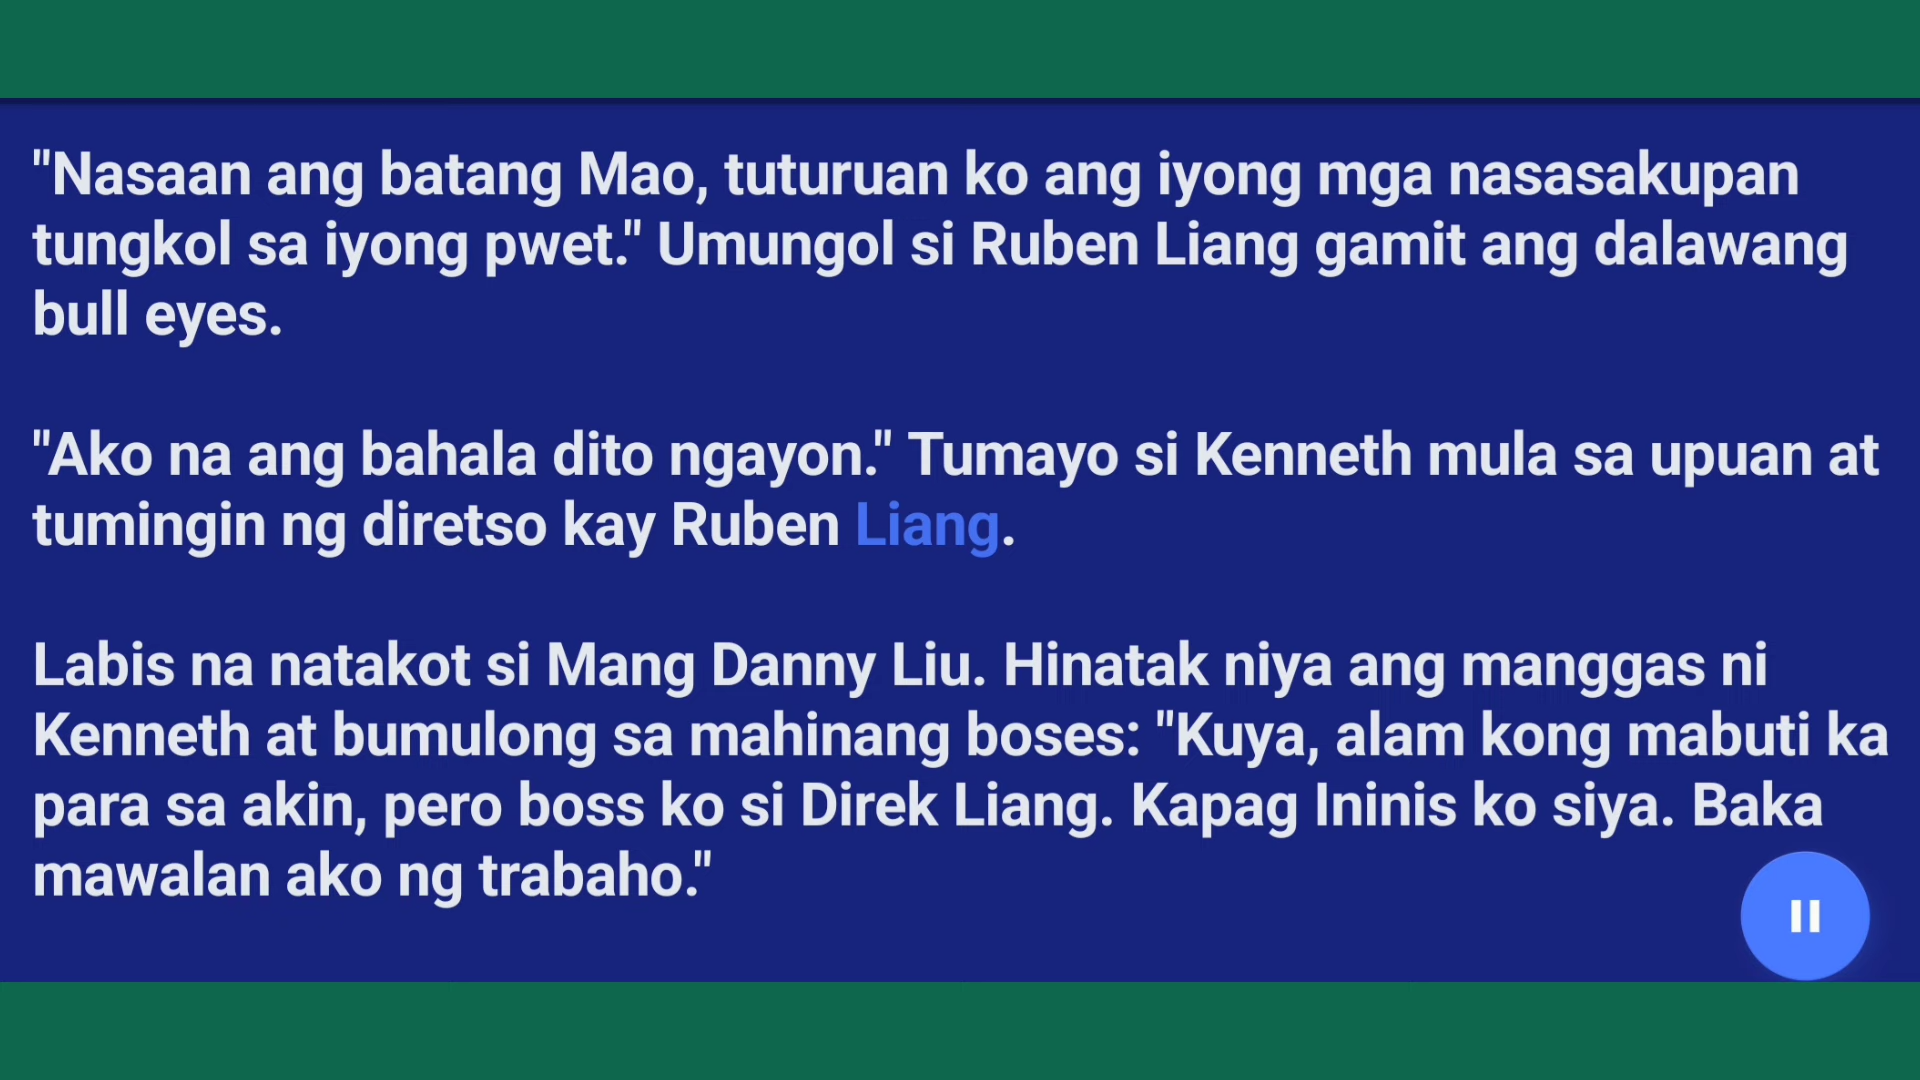 "Nasaan ang batang Mao, tuturuan ko ang iyong mga nasasakupan
tungkol sa iyong pwet." Umungol si Ruben Liang gamit ang dalawang
bull eyes.
"Ako na ang bahala dito ngayon." Tumayo si Kenneth mula sa upuan at
tumingin ng diretso kay Ruben Liang.
Labis na natakot si Mang Danny Liu. Hinatak niya ang manggas ni
Kenneth at bumulong sa mahinang boses: "Kuya, alam kong mabuti ka
para sa akin, pero boss ko si Direk Liang. Kapag Ininis ko siya. Baka
mawalan ako ng trabaho."